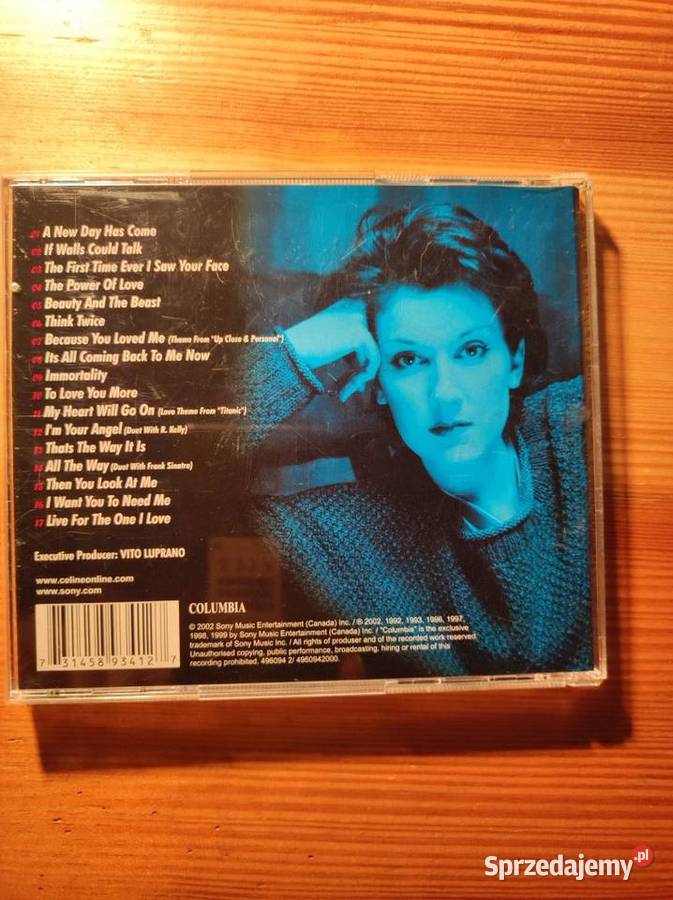 01 A New Day Has Come
02 If Walls Could Talk
03 The First Time Ever I Saw Your Face
04 The Power Of Love
05 Beauty And The Beast
06 Think Twice
07 Because You Loved Me (Theme From "Up Close & Personal")
08 Its All Coming Back To Me Now
09 Immortality
10 To Love You More
11 My Heart Will Go On (Love Theme From "Titanic")
12 I'm Your Angel (Duet With R. Kelly)
13 Thats The Way It Is
14 All The Way (Duet With Frank Sinatra)
15 Then You Look At Me
16 I Want You To Need Me
17 Live For The One I Love
Executive Producer: VITO LUPRANO
www.celineonline.com
www.sony.com
COLUMBIA
© 2002 Sony Music Entertainment (Canada) Inc. / ℗ 2002, 1992, 1993, 1996, 1997,
1998, 1999 by Sony Music Entertainment (Canada) Inc. / "Columbia" is the exclusive
trademark of Sony Music Inc. / All rights of produser and of the recorded work reserved.
Unauthorised copying, public performance, broadcasting, hiring or rental of this
recording prohibited. 496094 2/ 4960942000.
7 31458 93412 7
Sprzedajemy.pl